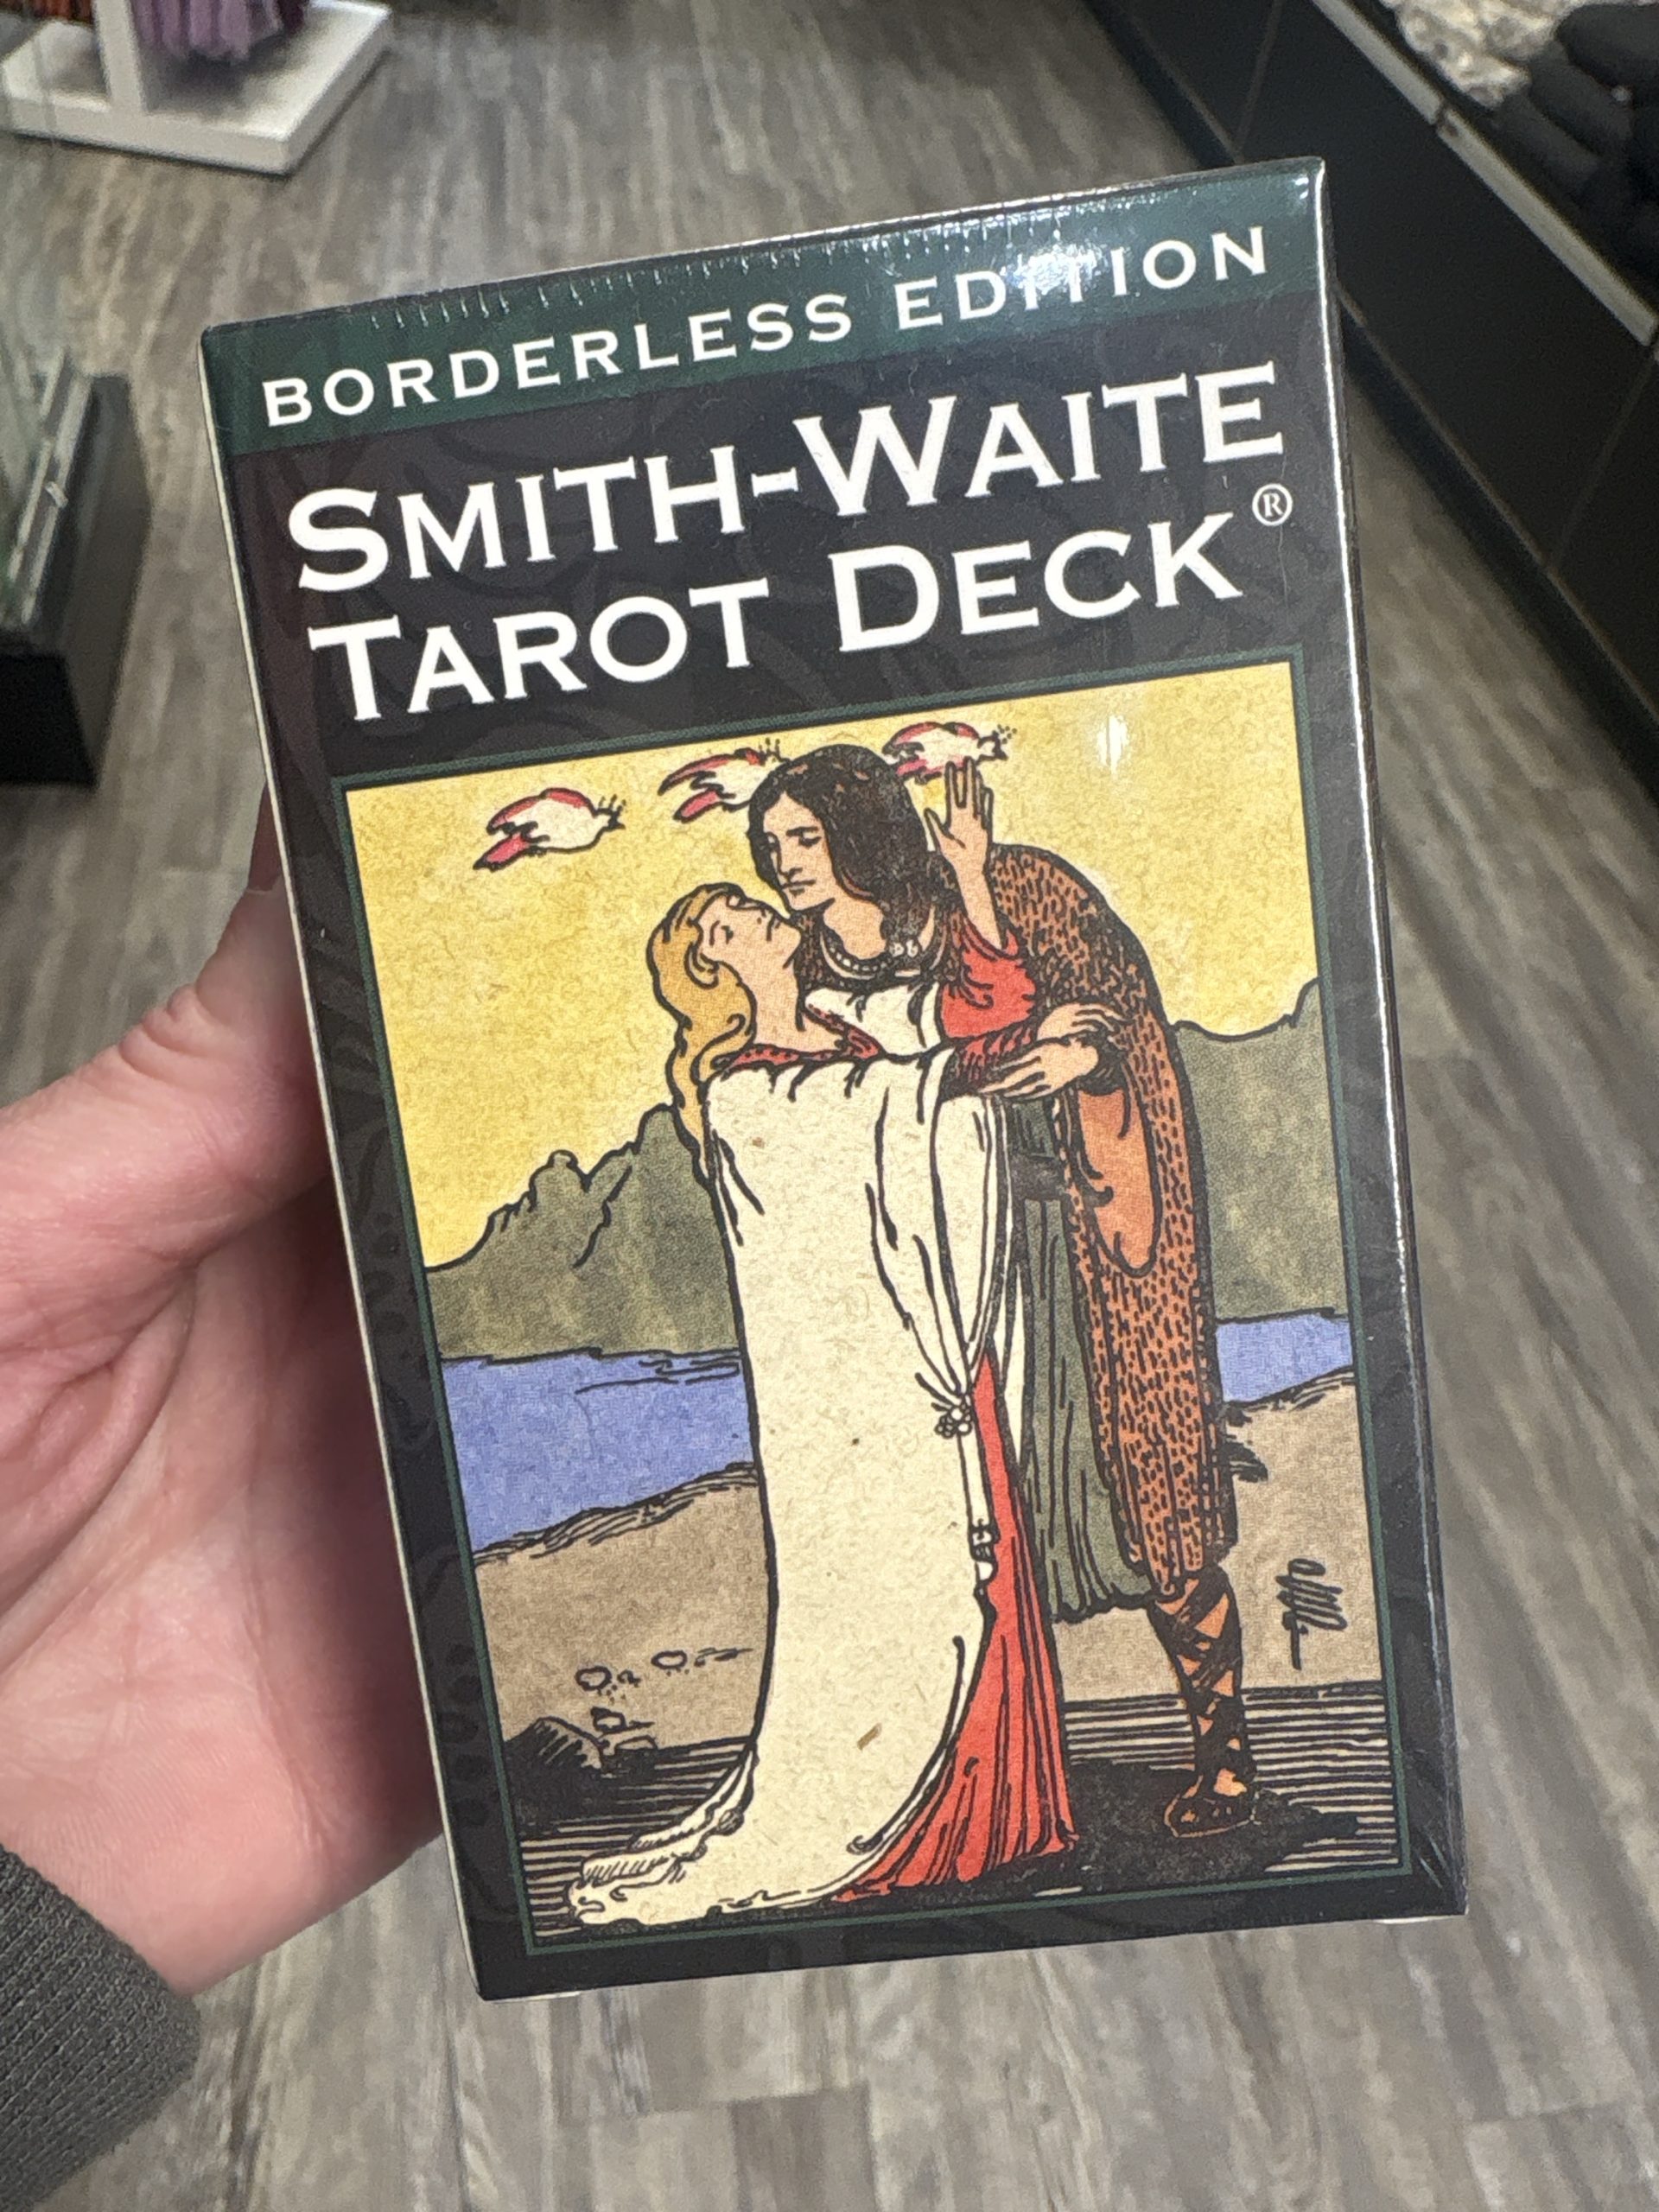 BORDERLESS EDITION
SMITH-WAITE
TAROT DECK®